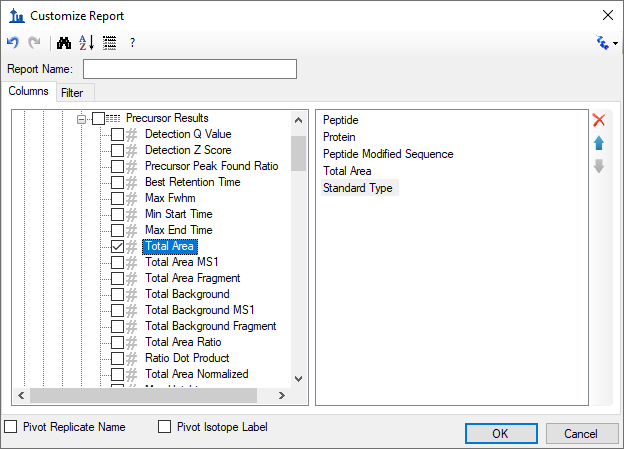 Customize Report
?
Report Name:
Columns
Filter
Precursor Results
Detection Q Value
Detection Z Score
Precursor Peak Found Ratio
Best Retention Time
Max Fwhm
Min Start Time
Max End Time
Total Area
Total Area MS1
Total Area Fragment
Total Background
Total Background MS1
Total Background Fragment
Total Area Ratio
Ratio Dot Product
Total Area Normalized
Peptide
Protein
Peptide Modified Sequence
Total Area
Standard Type
Pivot Replicate Name
Pivot Isotope Label
OK
Cancel